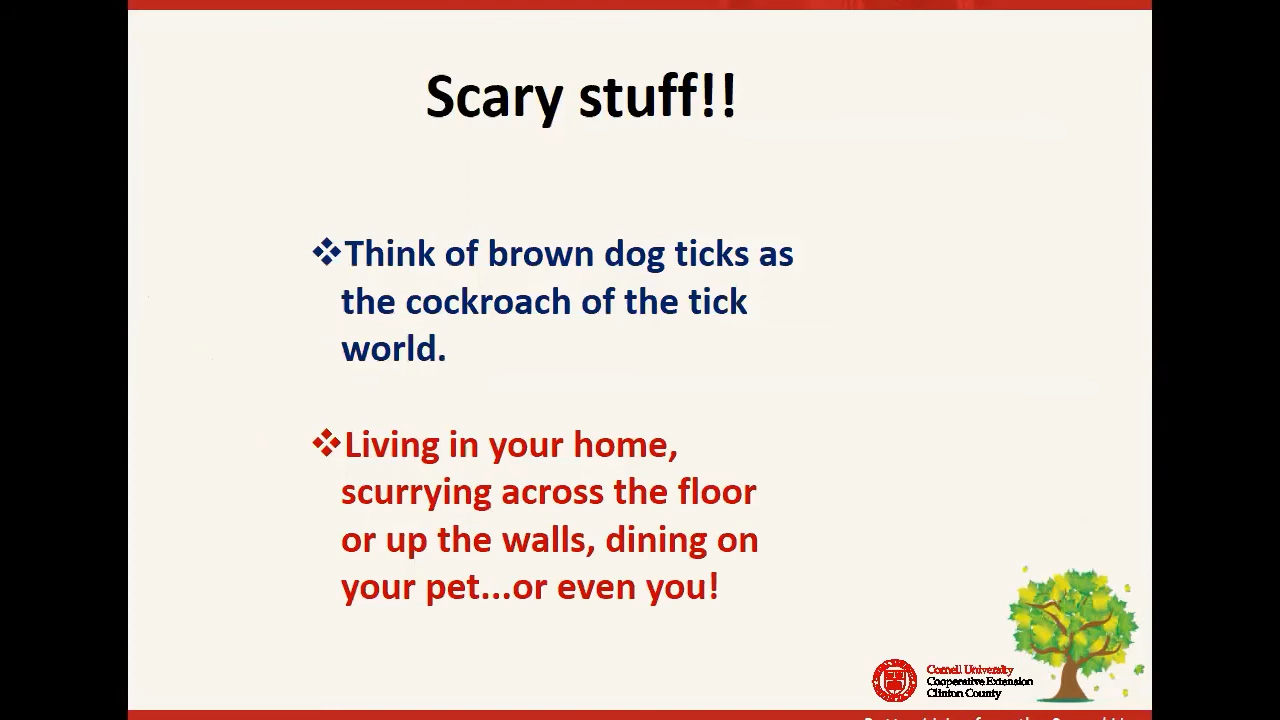 Scary stuff!!
❖Think of brown dog ticks as
the cockroach of the tick
world.
❖Living in your home,
scurrying across the floor
or up the walls, dining on
your pet...or even you!
Cornell University
Cooperative Extension
Clinton County